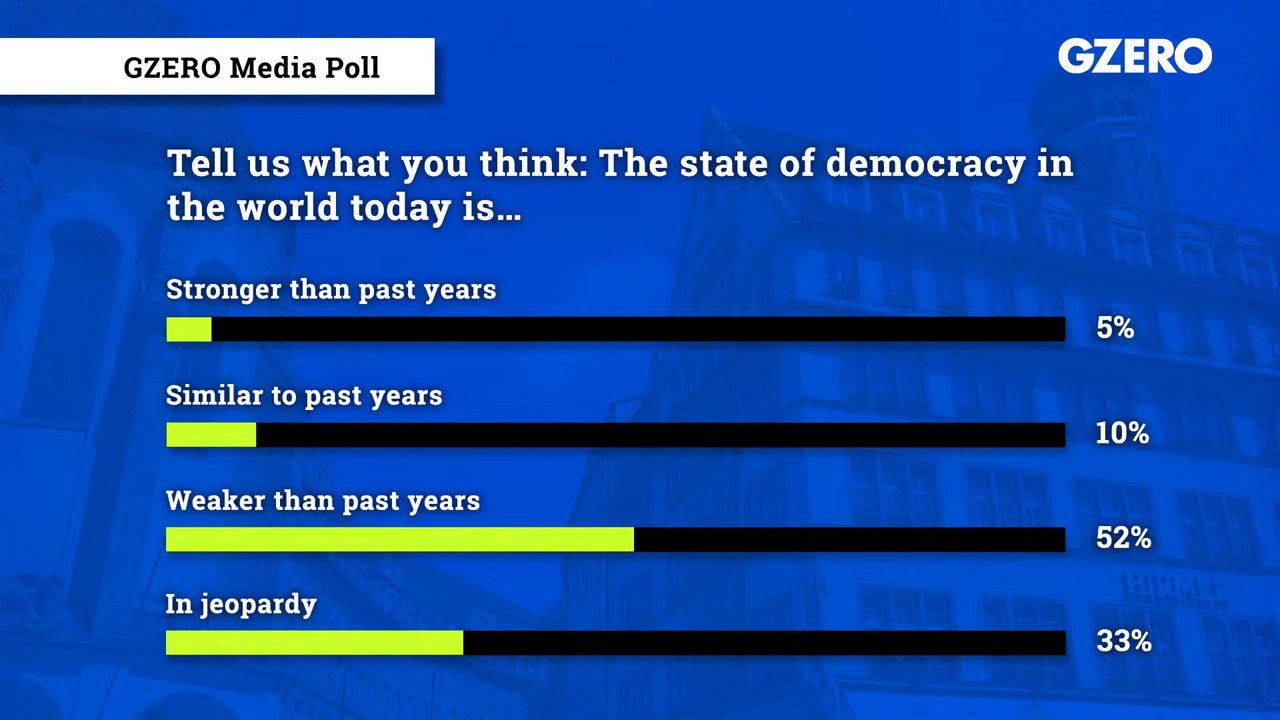 GZERO Media Poll
GZERO
Tell us what you think: The state of democracy in
the world today is...
Stronger than past years
5%
Similar to past years
10%
Weaker than past years
52%
HIRMER
In jeopardy
33%